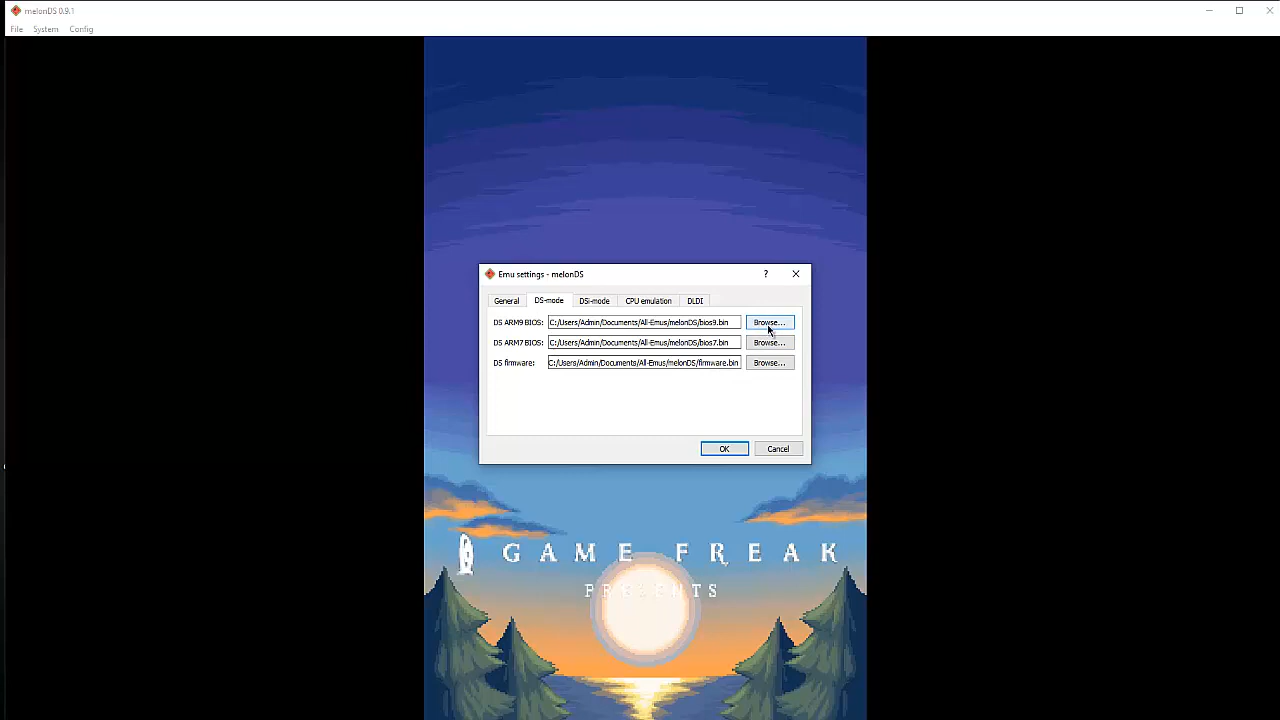 melonDS 0.9.1
File System Config
Emu settings - melonDS ?
General DS-mode DSi-mode CPU emulation DLDI
DS ARM9 BIOS: C:/Users/Admin/Documents/All-Emus/melonDS/bios9.bin Browse...
DS ARM7 BIOS: C:/Users/Admin/Documents/All-Emus/melonDS/bios7.bin Browse...
DS firmware: C:/Users/Admin/Documents/All-Emus/melonDS/firmware.bin Browse...
OK Cancel
GAME FREAK
PRESENTS